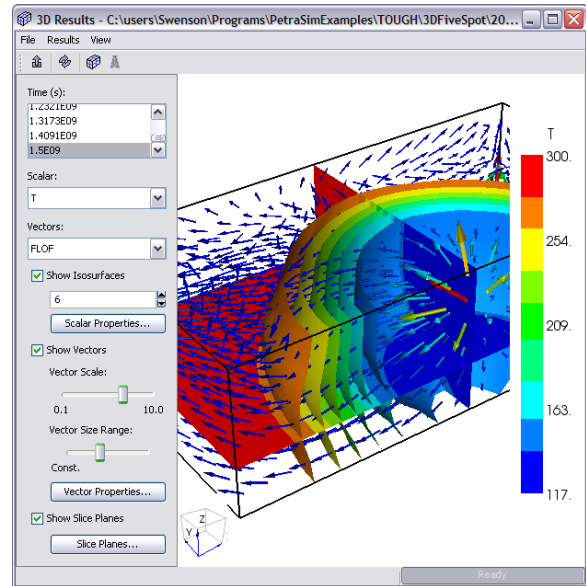 3D Results - C:\users\Swenson\Programs\PetraSimExamples\TOUGH\3DFiveSpot\20...
File Results View
Time (s):
1.2321E09
1.3173E09
1.4091E09
1.5E09
Scalar:
T
Vectors:
FLOF
Show Isosurfaces
6
Scalar Properties...
Show Vectors
Vector Scale:
0.1 10.0
Vector Size Range:
Const.
Vector Properties...
Show Slice Planes
Slice Planes...
T
300.
254.
209.
163.
117.
Z
Y
Ready